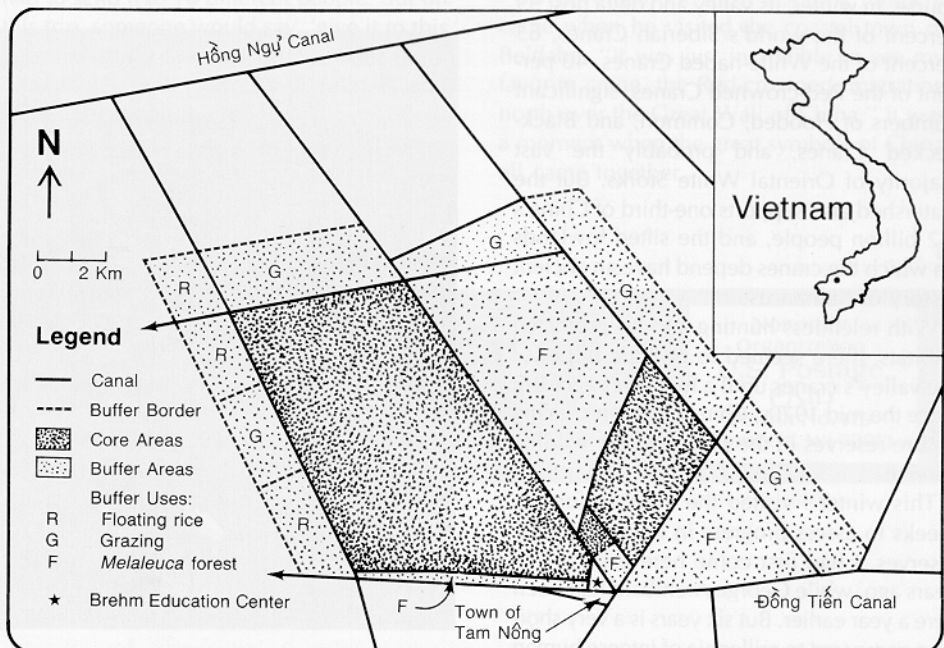 Hồng Ngự Canal
N
0 2 Km
Vietnam
G
G
R
G
R
F
G
R
G
F
F
F
Legend
Canal
Buffer Border
Core Areas
Buffer Areas
Buffer Uses:
R Floating rice
G Grazing
F Melaleuca forest
★ Brehm Education Center
F
Town of
Tam Nông
Đồng Tiến Canal